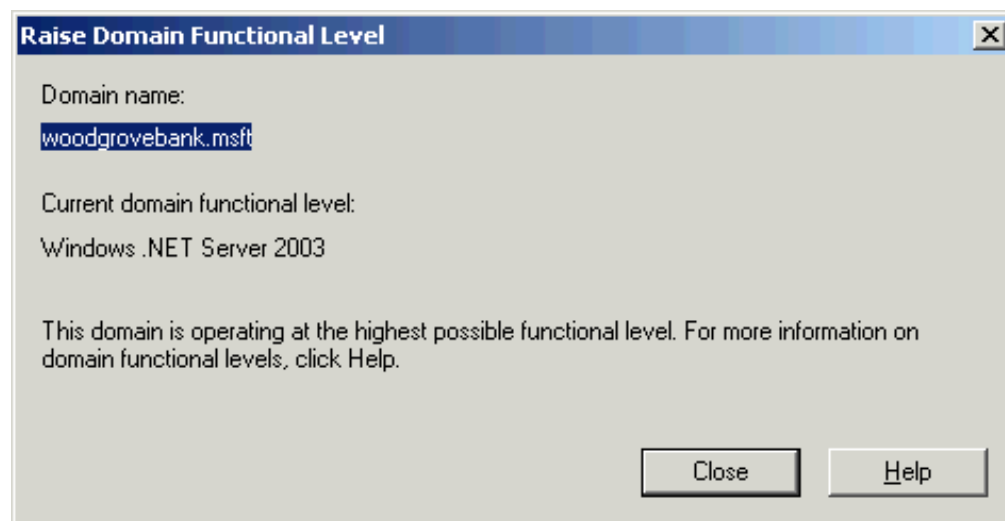 Raise Domain Functional Level
Domain name:
woodgrovebank.msft
Current domain functional level:
Windows .NET Server 2003
This domain is operating at the highest possible functional level. For more information on
domain functional levels, click Help.
Close
Help